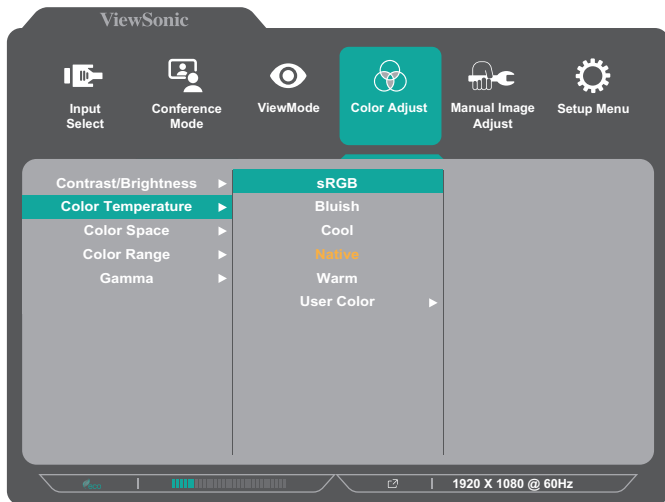 ViewSonic
Input
Select
Conference
Mode
ViewMode
Color Adjust
Manual Image
Adjust
Setup Menu
Contrast/Brightness
Color Temperature
Color Space
Color Range
Gamma
sRGB
Bluish
Cool
Native
Warm
User Color
eco
1920 X 1080 @ 60Hz